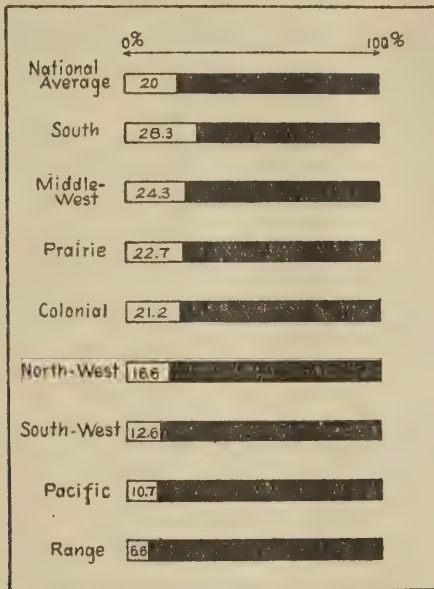 0% 100%
National
Average 20
South 28.3
Middle-
West 24.3
Prairie 22.7
Colonial 21.2
North-West 16.6
South-West 12.6
Pacific 10.7
Range 6.6